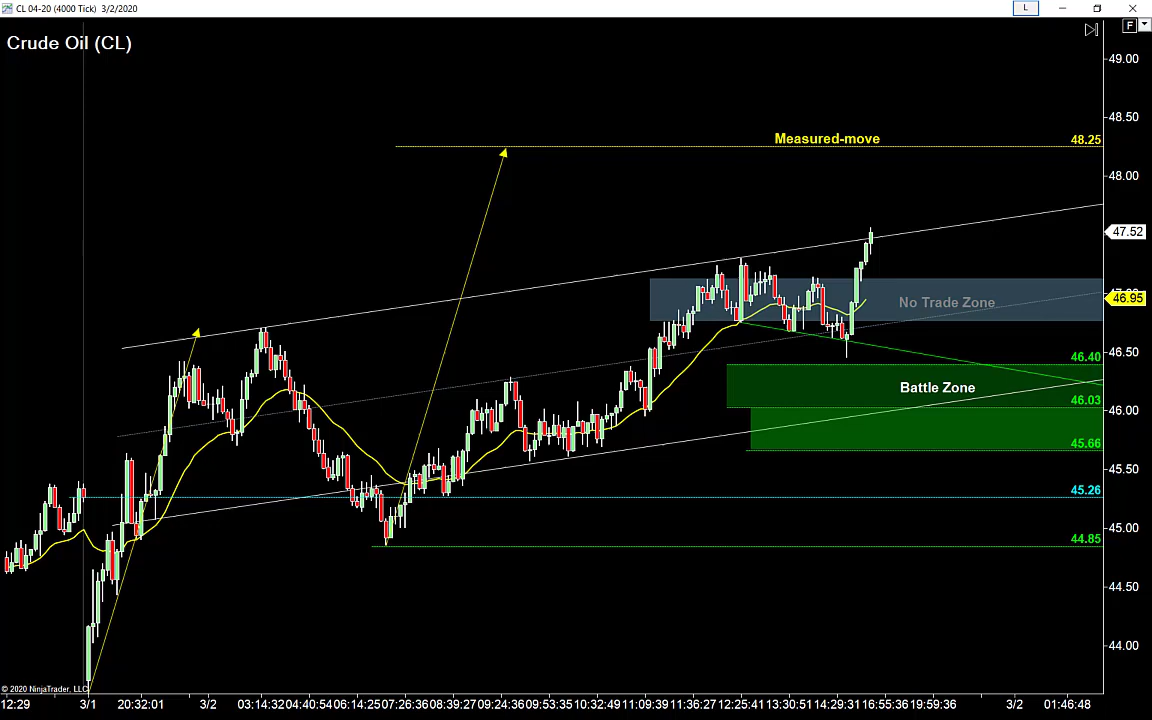 CL 04-20 (4000 Tick) 3/2/2020
L
F
Crude Oil (CL)
49.00
48.50
Measured-move
48.25
48.00
47.52
No Trade Zone
46.95
46.50
46.40
Battle Zone
46.03
46.00
45.66
45.50
45.26
45.00
44.85
44.50
44.00
© 2020 NinjaTrader, LLC
12:29 3/1 20:32:01 3/2 03:14:32 04:40:54 06:14:25 07:26:36 08:39:27 09:24:36 09:53:35 10:32:49 11:09:39 11:36:27 12:25:41 13:30:51 14:29:31 16:55:36 19:59:36 3/2 01:46:48